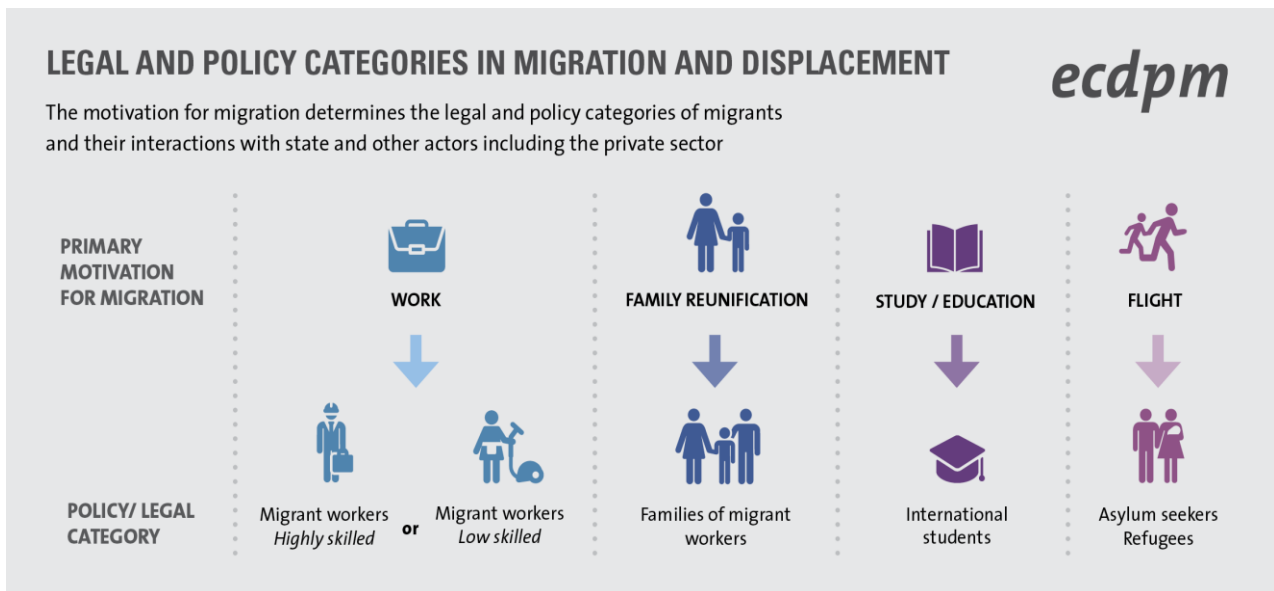 LEGAL AND POLICY CATEGORIES IN MIGRATION AND DISPLACEMENT
ecdpm
The motivation for migration determines the legal and policy categories of migrants
and their interactions with state and other actors including the private sector
PRIMARY
MOTIVATION
FOR MIGRATION
WORK
FAMILY REUNIFICATION
STUDY / EDUCATION
FLIGHT
POLICY/ LEGAL
CATEGORY
Migrant workers
Highly skilled
or
Migrant workers
Low skilled
Families of migrant
workers
International
students
Asylum seekers
Refugees